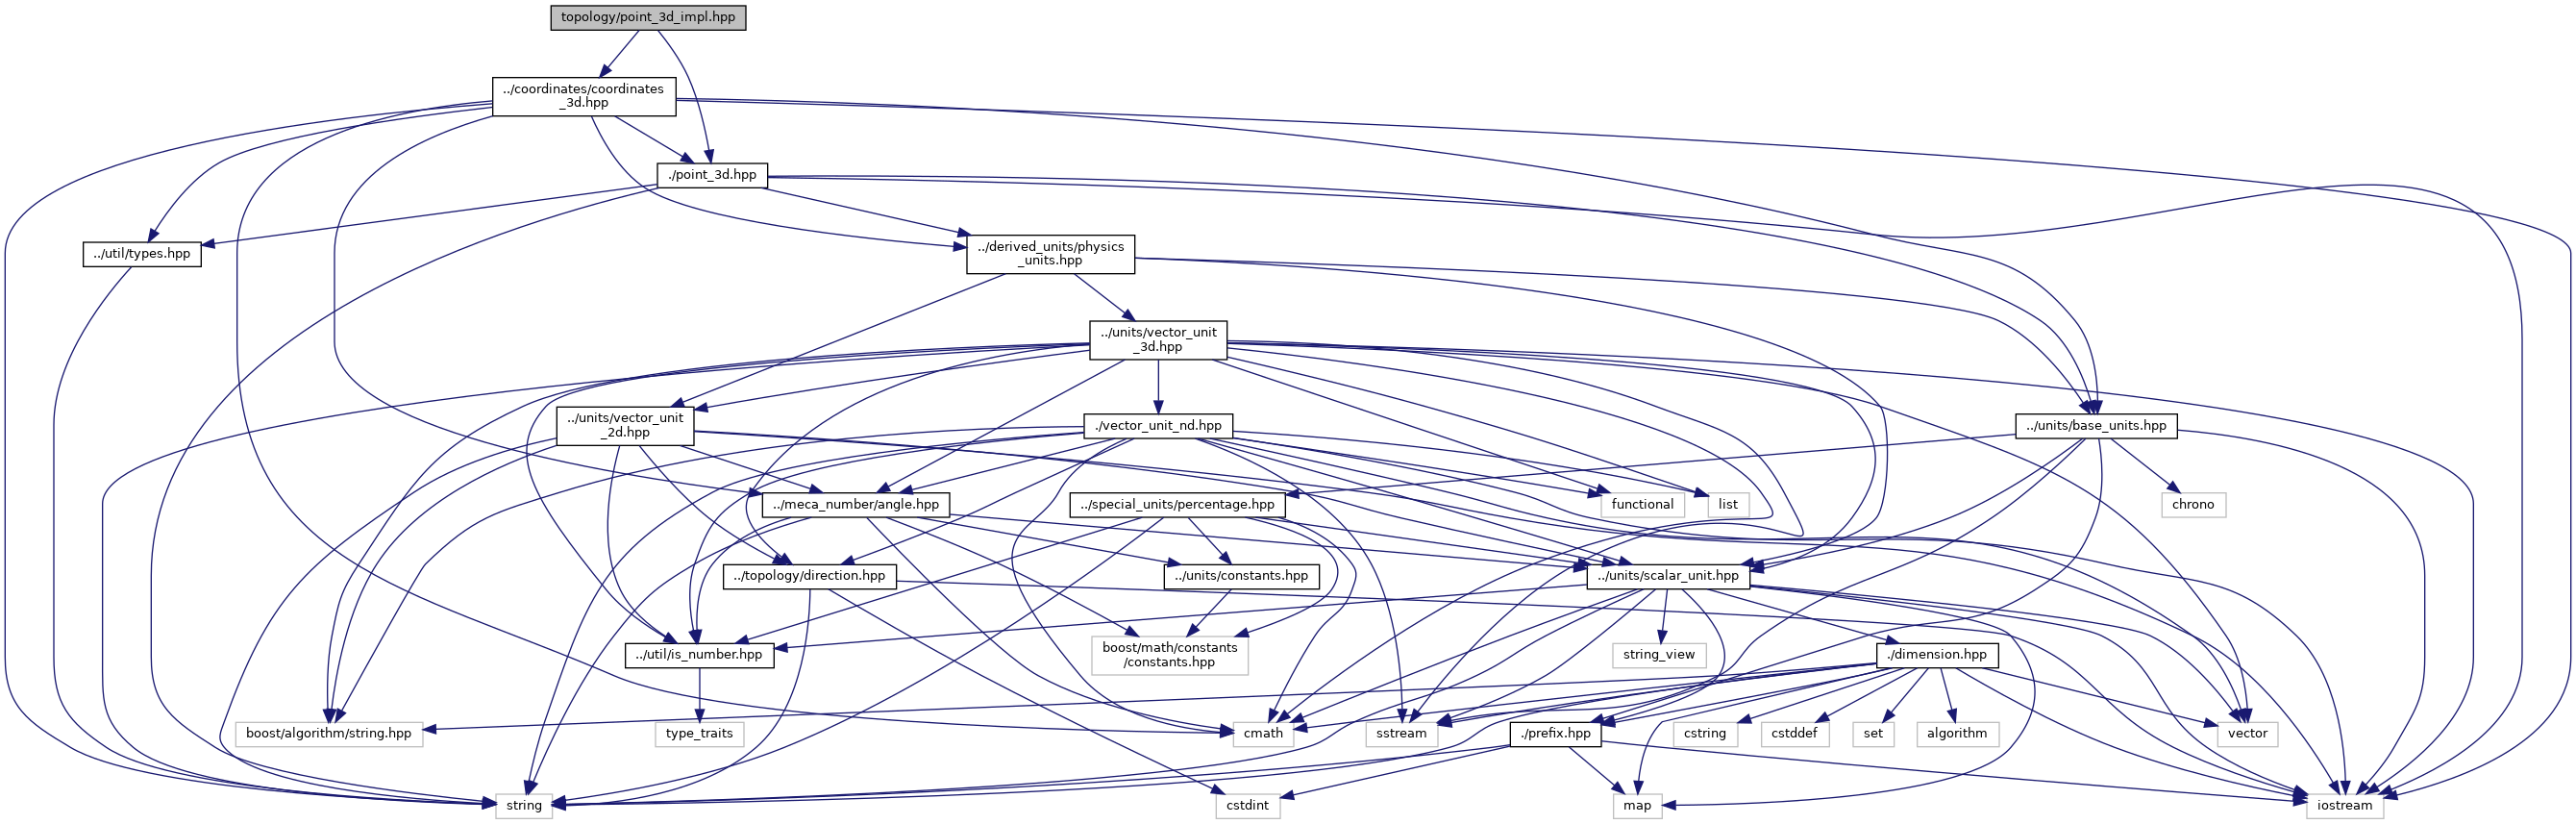 topology/point_3d_impl.hpp
../coordinates/coordinates
_3d.hpp
./point_3d.hpp
../util/types.hpp
../derived_units/physics
_units.hpp
../units/vector_unit
_3d.hpp
../units/vector_unit
_2d.hpp
./vector_unit_nd.hpp
../units/base_units.hpp
../meca_number/angle.hpp
../special_units/percentage.hpp
functional
list
chrono
../topology/direction.hpp
../units/constants.hpp
../units/scalar_unit.hpp
../util/is_number.hpp
boost/math/constants
/constants.hpp
string_view
./dimension.hpp
boost/algorithm/string.hpp
type_traits
cmath
sstream
./prefix.hpp
cstring
cstddef
set
algorithm
vector
string
cstdint
map
iostream